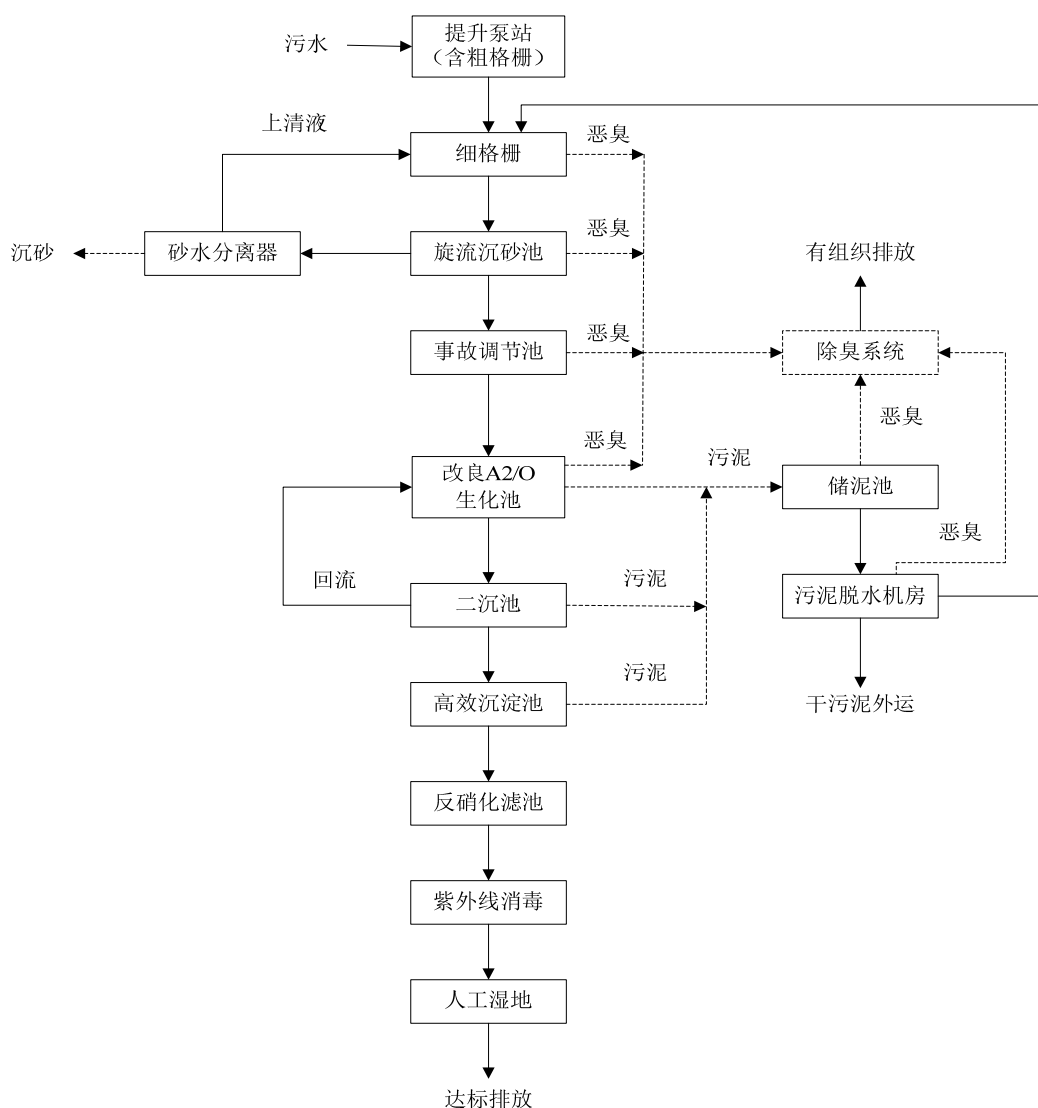 污水
提升泵站
（含粗格栅）
上清液
细格栅
恶臭
沉砂
砂水分离器
旋流沉砂池
恶臭
有组织排放
事故调节池
恶臭
除臭系统
恶臭
恶臭
改良A2/O
生化池
污泥
储泥池
恶臭
回流
二沉池
污泥
污泥脱水机房
高效沉淀池
污泥
干污泥外运
反硝化滤池
紫外线消毒
人工湿地
达标排放